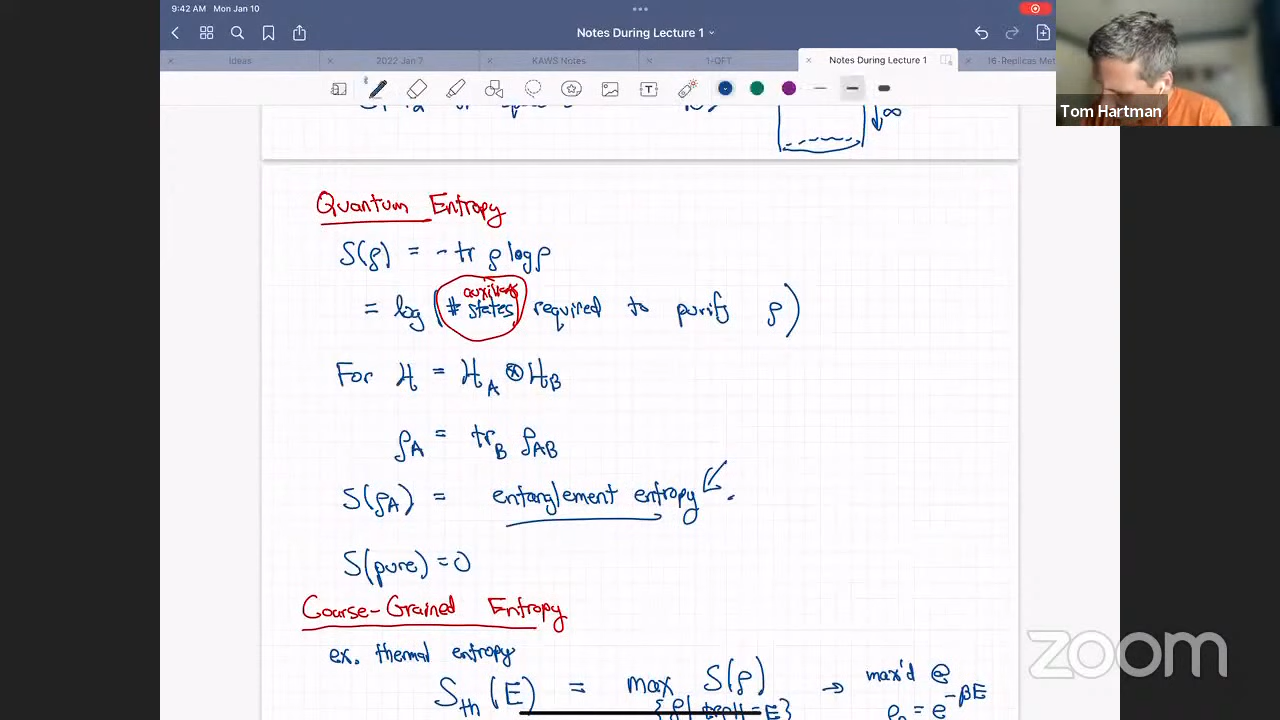 9:42 AM Mon Jan 10
Notes During Lecture 1
Ideas
2022 Jan 7
KAWS Notes
1-QFT
Notes During Lecture 1
16-Replicas Met
Tom Hartman
∞
Quantum Entropy
S(ρ) = -tr ρ log ρ
auxiliary
= log (# states required to purify ρ)
For H = H_A ⊗ H_B
ρ_A = tr_B ρ_AB
S(ρ_A) = entanglement entropy
S(pure) = 0
Coarse-Grained Entropy
ex. thermal entropy
S_th (E) = max S(ρ) → max'd @
= e^{-βE}
zoom